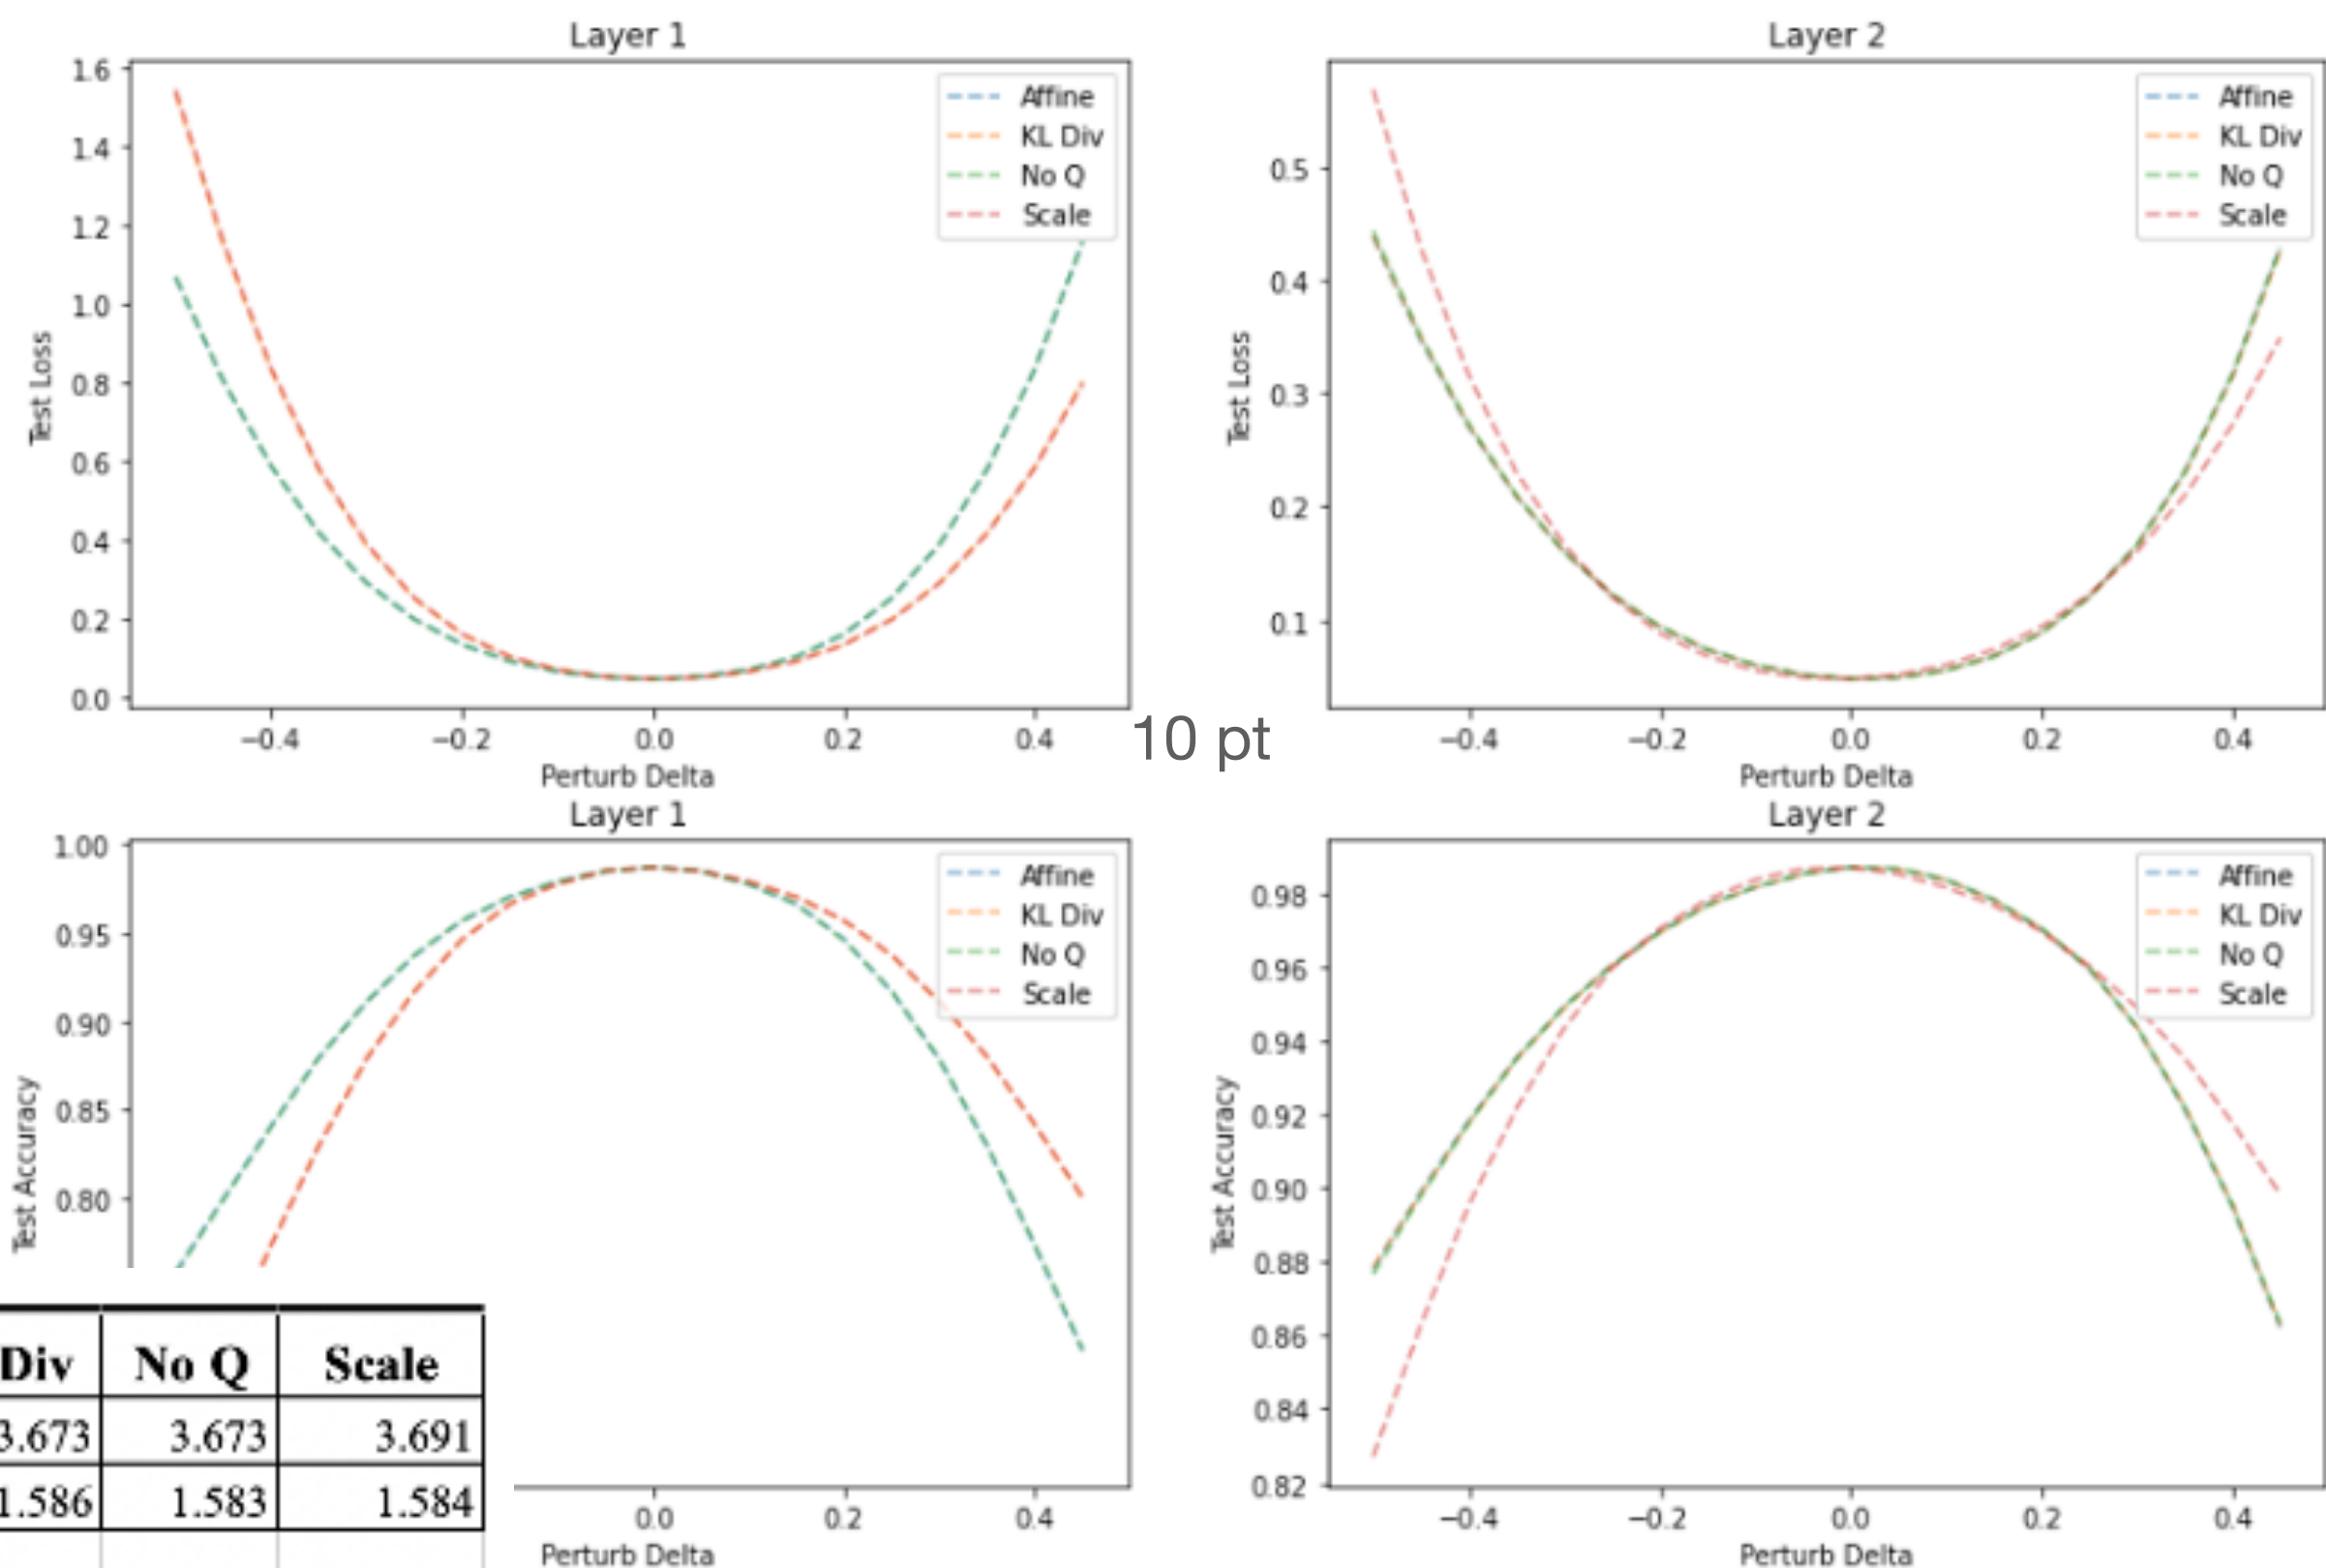 Layer 1
1.6
1.4
1.2
1.0
0.8
0.6
0.4
0.2
0.0
Test Loss
Affine
KL Div
No Q
Scale
−0.4 −0.2 0.0 0.2 0.4
Perturb Delta
Layer 2
0.5
0.4
0.3
0.2
0.1
Test Loss
Affine
KL Div
No Q
Scale
−0.4 −0.2 0.0 0.2 0.4
Perturb Delta
10 pt
Layer 1
1.00
0.95
0.90
0.85
0.80
Test Accuracy
Affine
KL Div
No Q
Scale
0.0 0.2 0.4
Perturb Delta
Layer 2
0.98
0.96
0.94
0.92
0.90
0.88
0.86
0.84
0.82
Test Accuracy
Affine
KL Div
No Q
Scale
−0.4 −0.2 0.0 0.2 0.4
Perturb Delta
Div No Q Scale
3.673 3.673 3.691
1.586 1.583 1.584